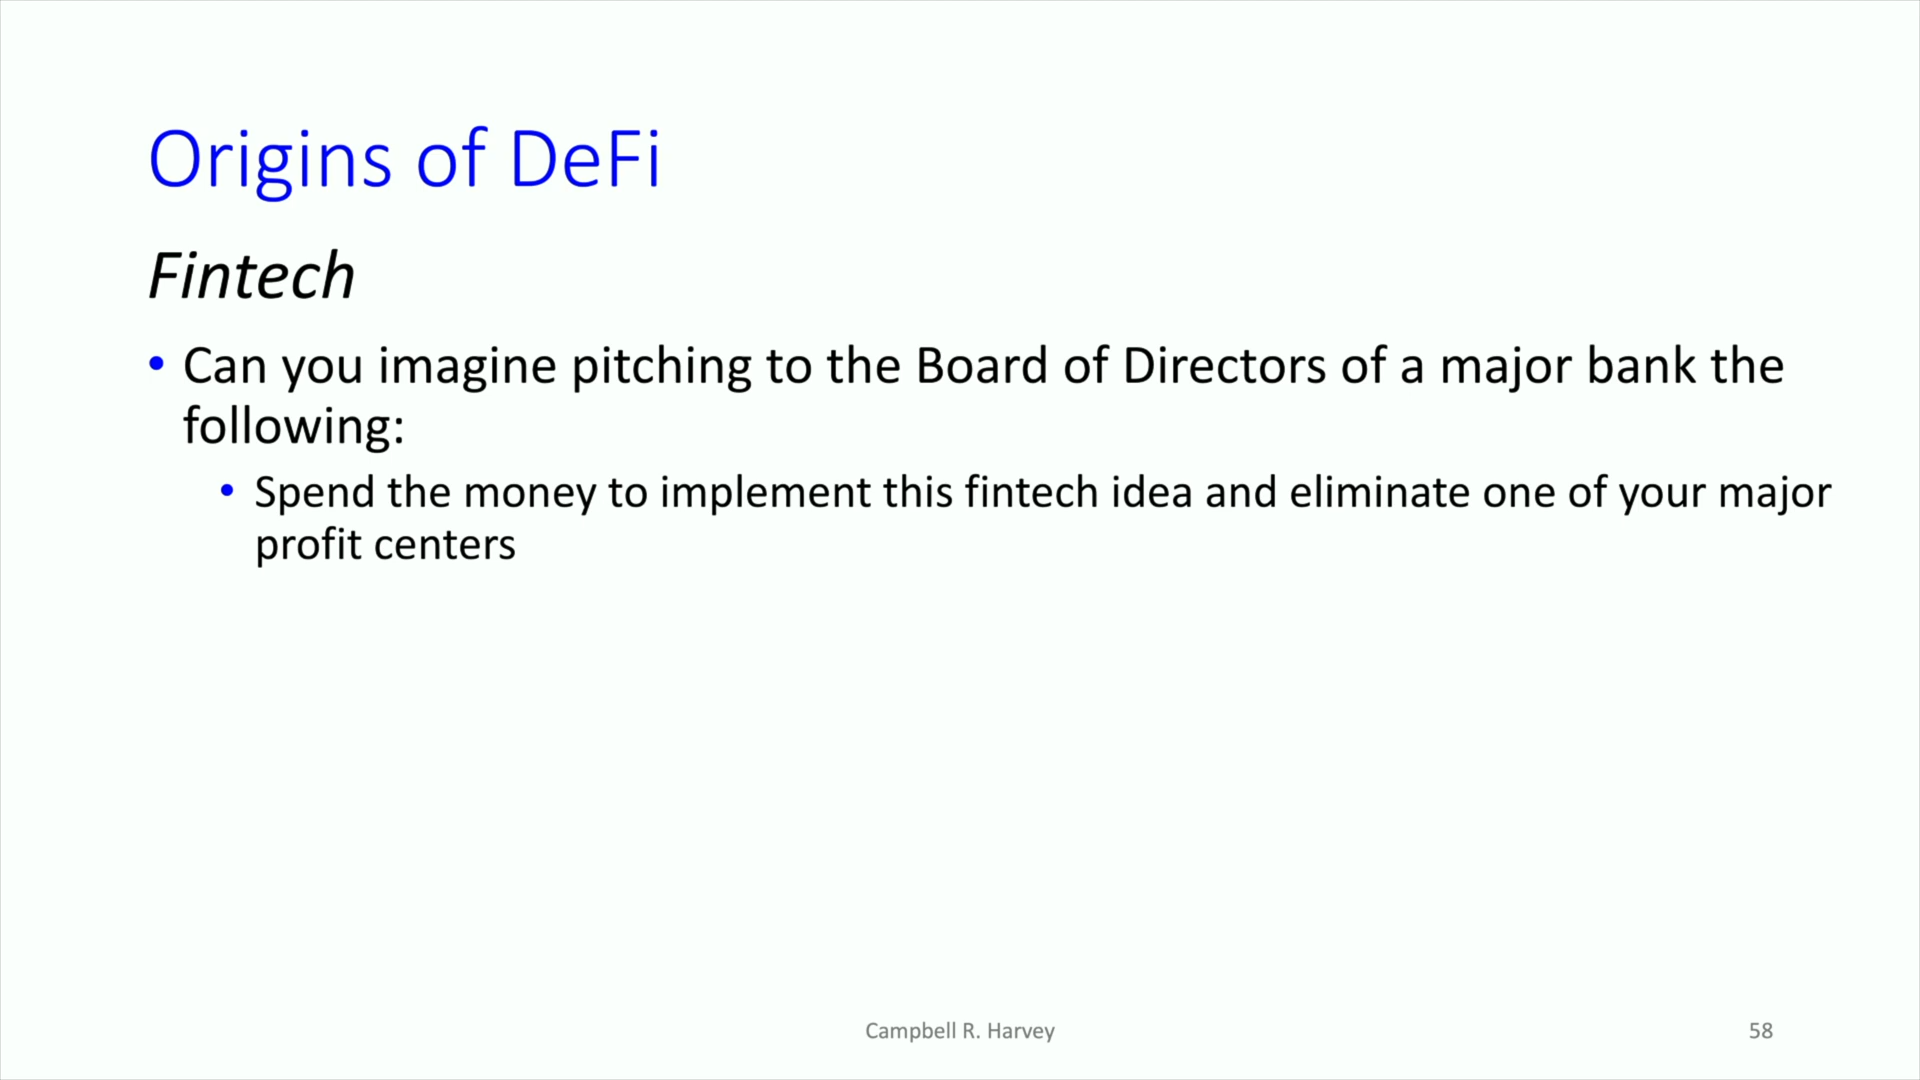 Origins of DeFi
Fintech
• Can you imagine pitching to the Board of Directors of a major bank the
following:
• Spend the money to implement this fintech idea and eliminate one of your major
profit centers
Campbell R. Harvey
58